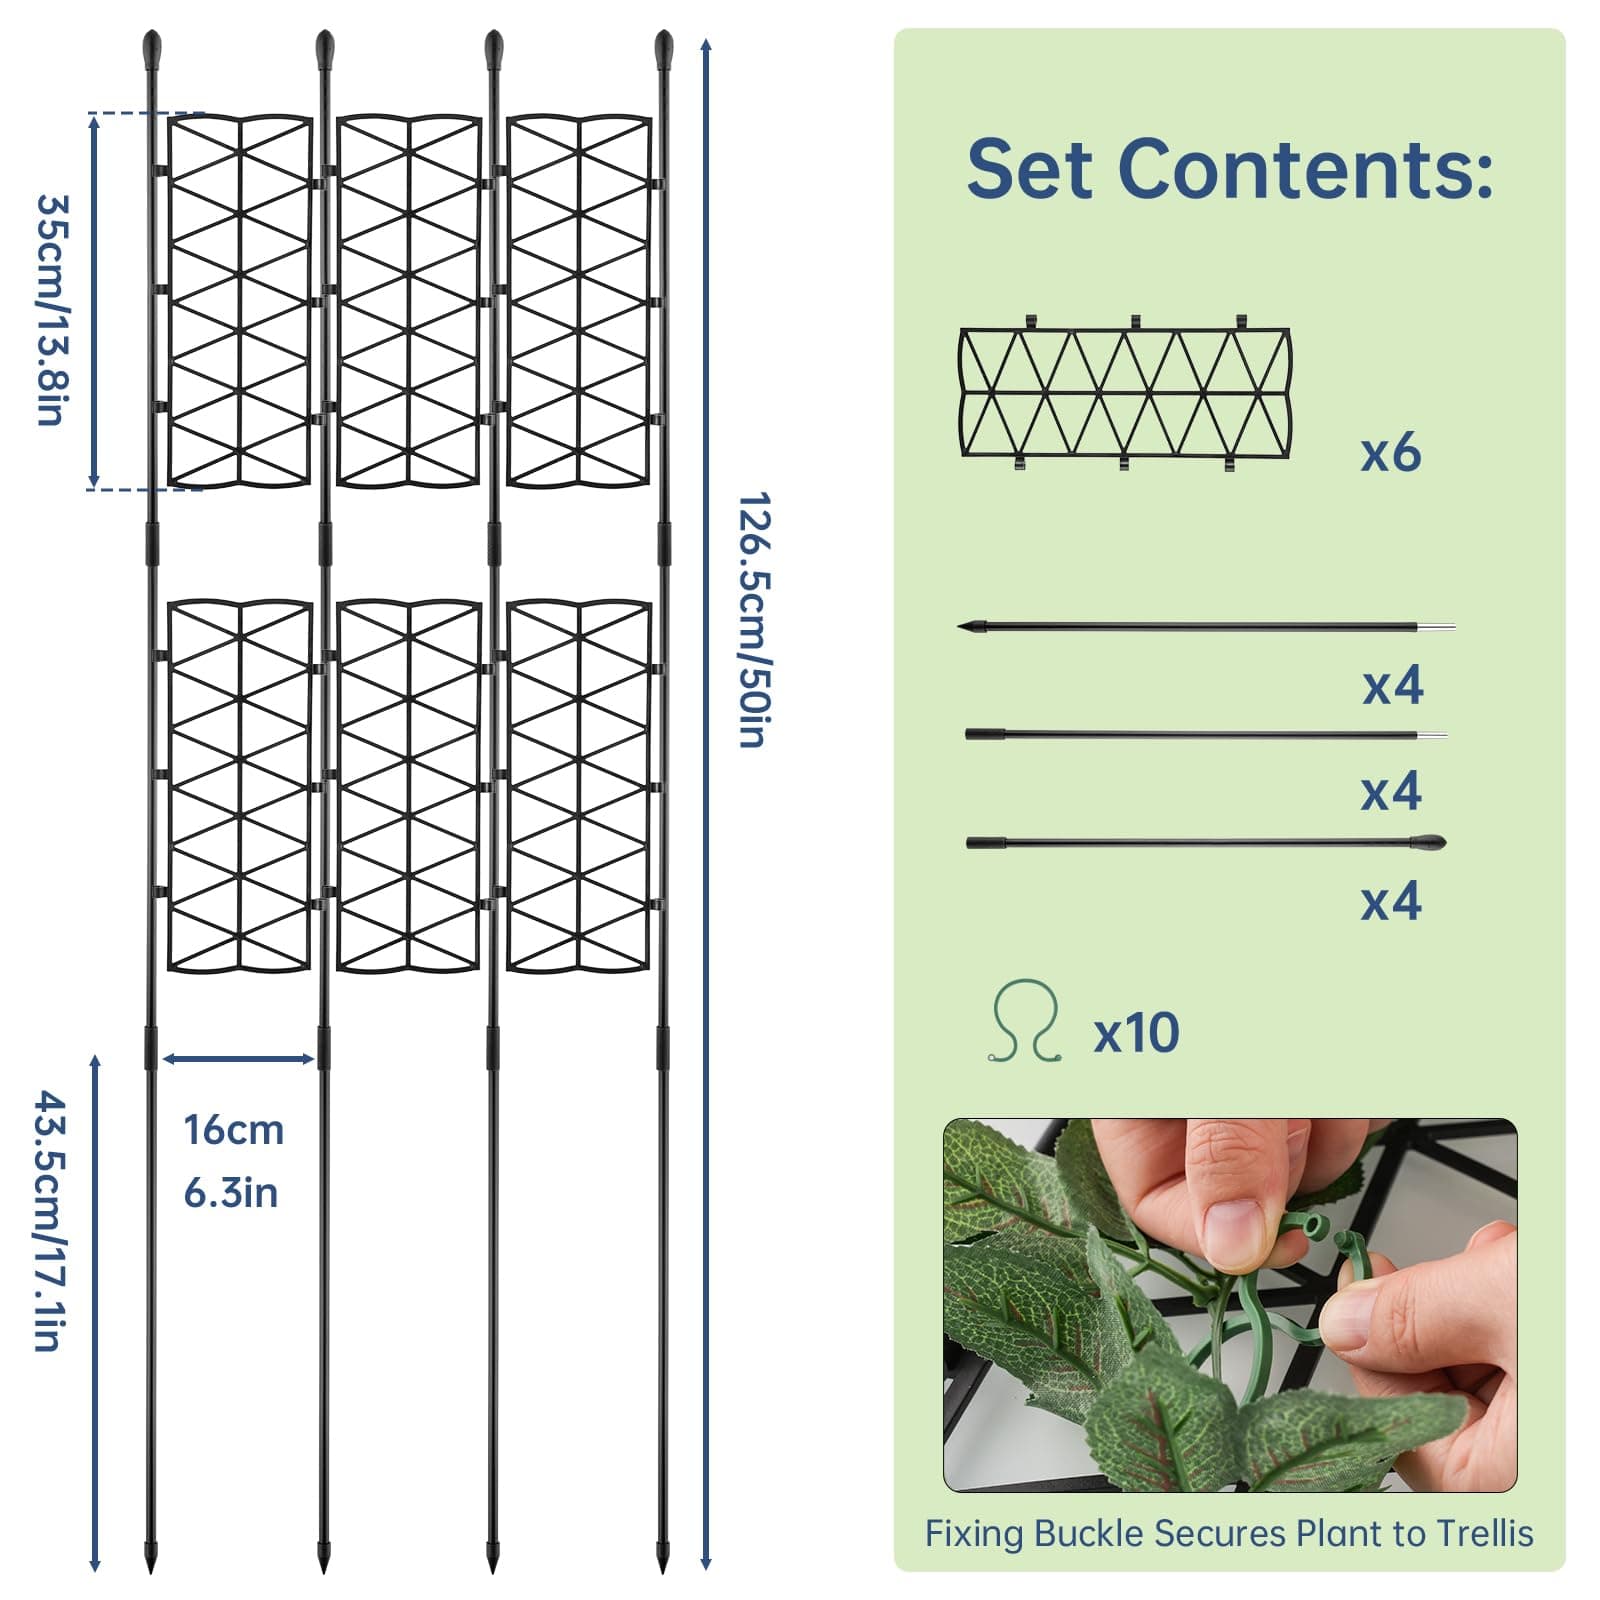 35cm/13.8in
126.5cm/50in
16cm
6.3in
43.5cm/17.1in
Set Contents:
x6
x4
x4
x4
x10
Fixing Buckle Secures Plant to Trellis